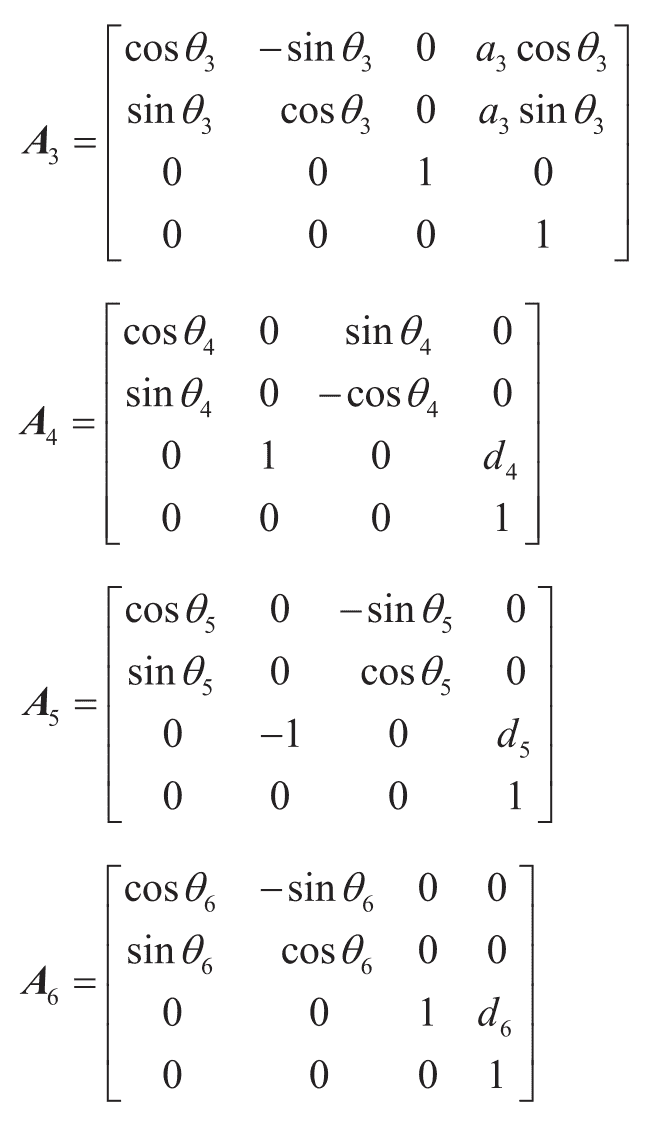 cos θ₃ −sin θ₃ 0 a₃ cos θ₃
sin θ₃ cos θ₃ 0 a₃ sin θ₃
A₃ =
0 0 1 0
0 0 0 1
cos θ₄ 0 sin θ₄ 0
sin θ₄ 0 −cos θ₄ 0
A₄ =
0 1 0 d₄
0 0 0 1
cos θ₅ 0 −sin θ₅ 0
sin θ₅ 0 cos θ₅ 0
A₅ =
0 −1 0 d₅
0 0 0 1
cos θ₆ −sin θ₆ 0 0
sin θ₆ cos θ₆ 0 0
A₆ =
0 0 1 d₆
0 0 0 1